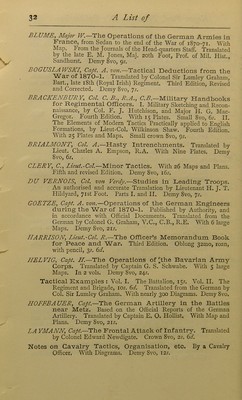 32 A List of
BLUME, Major W.—The Operations of the German Armies in
France, from Sedan to the end of the War of 1870-71. With
Map. From the Journals of the Head-quarters Staff. Translated
by the late E. M. Jones, Maj. 20th Foot, Prof. of Mil. Hist.,
Sandhurst. Demy 8vo, 9s.
BOGUSLAWSKI, Capt. A. von.—Tactical Deductions from the
War of 1870-1. Translated by Colonel Sir Lumley Graham,
Bart., late 18th (Royal Irish) Regiment. Third Edition, Revised
and Corrected. Demy 8vo, 7s.
BRACKENBURY, Col. C. B., R.A., C.B.—Military Handbooks
for Regimental Officers. I. Military Sketching and Recon-
naissance, by Col. F. J. Hutchison, and Major H. G. Mac-
Gregor. Fourth Edition. With 15 Plates. Small 8vo, 6s. II.
The Elements of Modern Tactics Practically applied to English
Formations, by Lieut-Col. Wilkinson Shaw. Fourth Edition.
With 25 Plates and Maps. Small crown 8vo, 9s.
BRIALMONT, Col. A.—Hasty Intrenchments. Translated by
Lieut. Charles A. Empson, R.A. With Nine Plates. Demy
8vo, 6s.
CLERY, C., Lieut.-Col.—Minor Tactics. With 26 Maps and Plans.
Fifth and revised Edition. Demy 8vo, 16s.
DU VERNOIS, Col. von Verdy.—Studies in Leading Troops.
An authorised and accurate Translation by Lieutenant H. J. T.
Hildyard, 71st Foot. Parts I. and II. Demy 8vo, 7s.
GOETZE, Capt. A. von.—Operations of the German Engineers
during the War of 1870-1. Published by Authority, and
in accordance with Official Documents. Translated from the
German by Colonel G. Graham, V.C., C.B., R.E. With 6 large
Maps. Demy 8vo, 21s.
HARRISON, Lieut.-Col. R.—The Officer's Memorandum Book
for Peace and War. Third Edition. Oblong 32mo, roan,
with pencil, 3s. 6d.
HELVIG, Capt. H.—The Operations of the Bavarian Army
Corps. Translated by Captain G. S. Schwabe. With 5 large
Maps. In 2 vols. Demy 8vo, 24s.
Tactical Examples : Vol. I. The Battalion, 15s. Vol. II. The
Regiment and Brigade, 10s. 6d. Translated from the German by
Col. Sir Lumley Graham. With nearly 300 Diagrams. Demy 8vo.
HOFFBAUER, Capt.—The German Artillery in the Battles
near Metz. Based on the Official Reports of the German
Artillery. Translated by Captain E. O. Hollist. With Map and
Plans. Demy 8vo, 21s.
LAYMANN, Capt.—The Frontal Attack of Infantry. Translated
by Colonel Edward Newdigate. Crown 8vo, 2s. 6d.
Notes on Cavalry Tactics, Organisation, etc. By a Cavalry
Officer. With Diagrams. Demy 8vo, 12s.